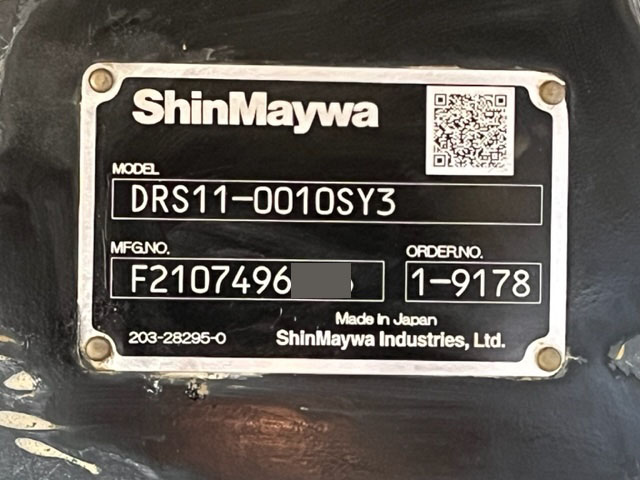 ShinMaywa
MODEL
DRS11-0010SY3
MFG.NO.
ORDER.NO.
F2107496
1-9178
Made in Japan
203-28295-0
ShinMaywa Industries, Ltd.